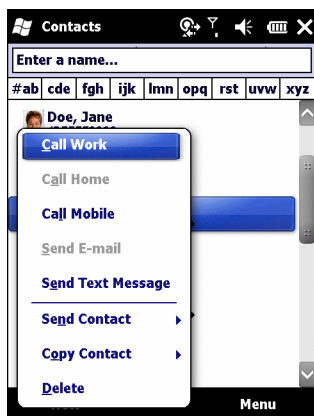 Contacts
Enter a name...
#ab cde fgh ijk lmn opq rst uvw xyz
Doe, Jane
Call Work
Call Home
Call Mobile
Send E-mail
Send Text Message
Send Contact
Copy Contact
Delete
Menu